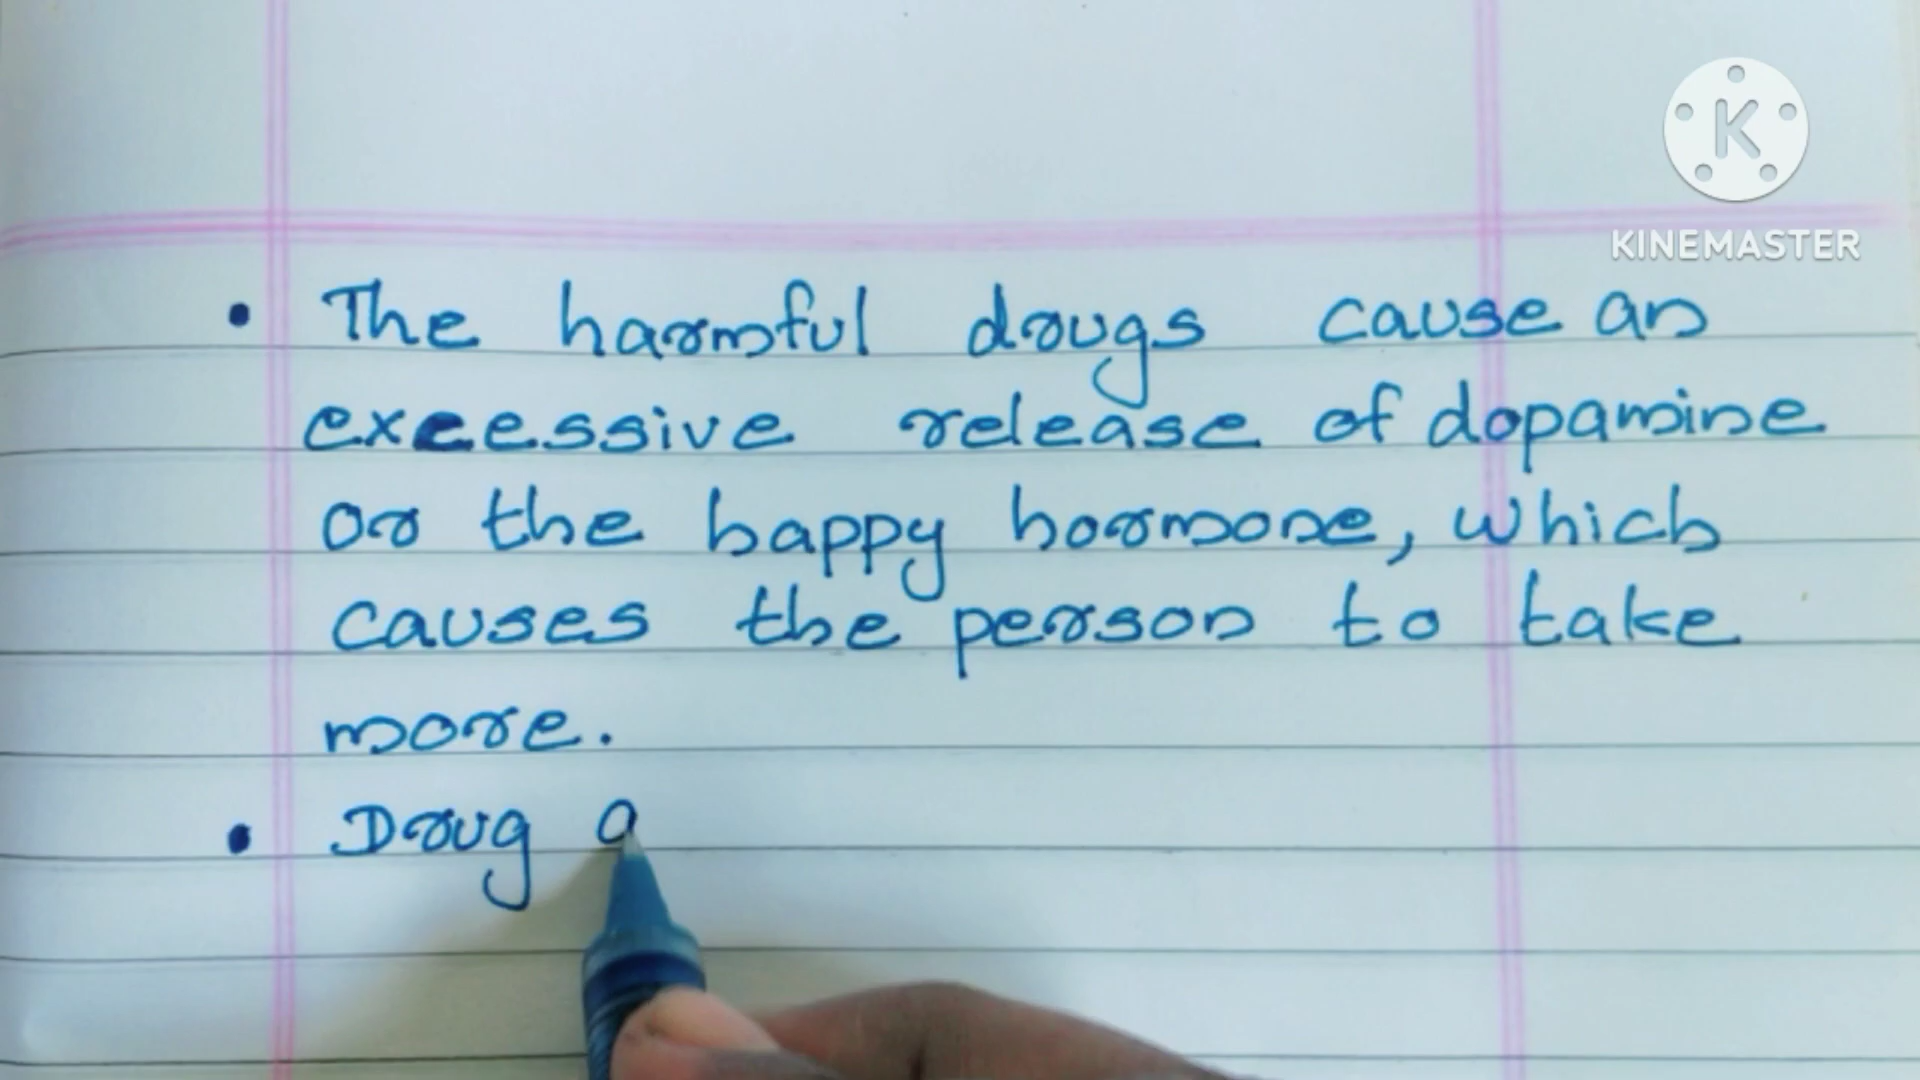 K
KINEMASTER
• The harmful drugs cause an
excessive release of dopamine
or the happy hormone, which
causes the person to take
more.
• Drug a